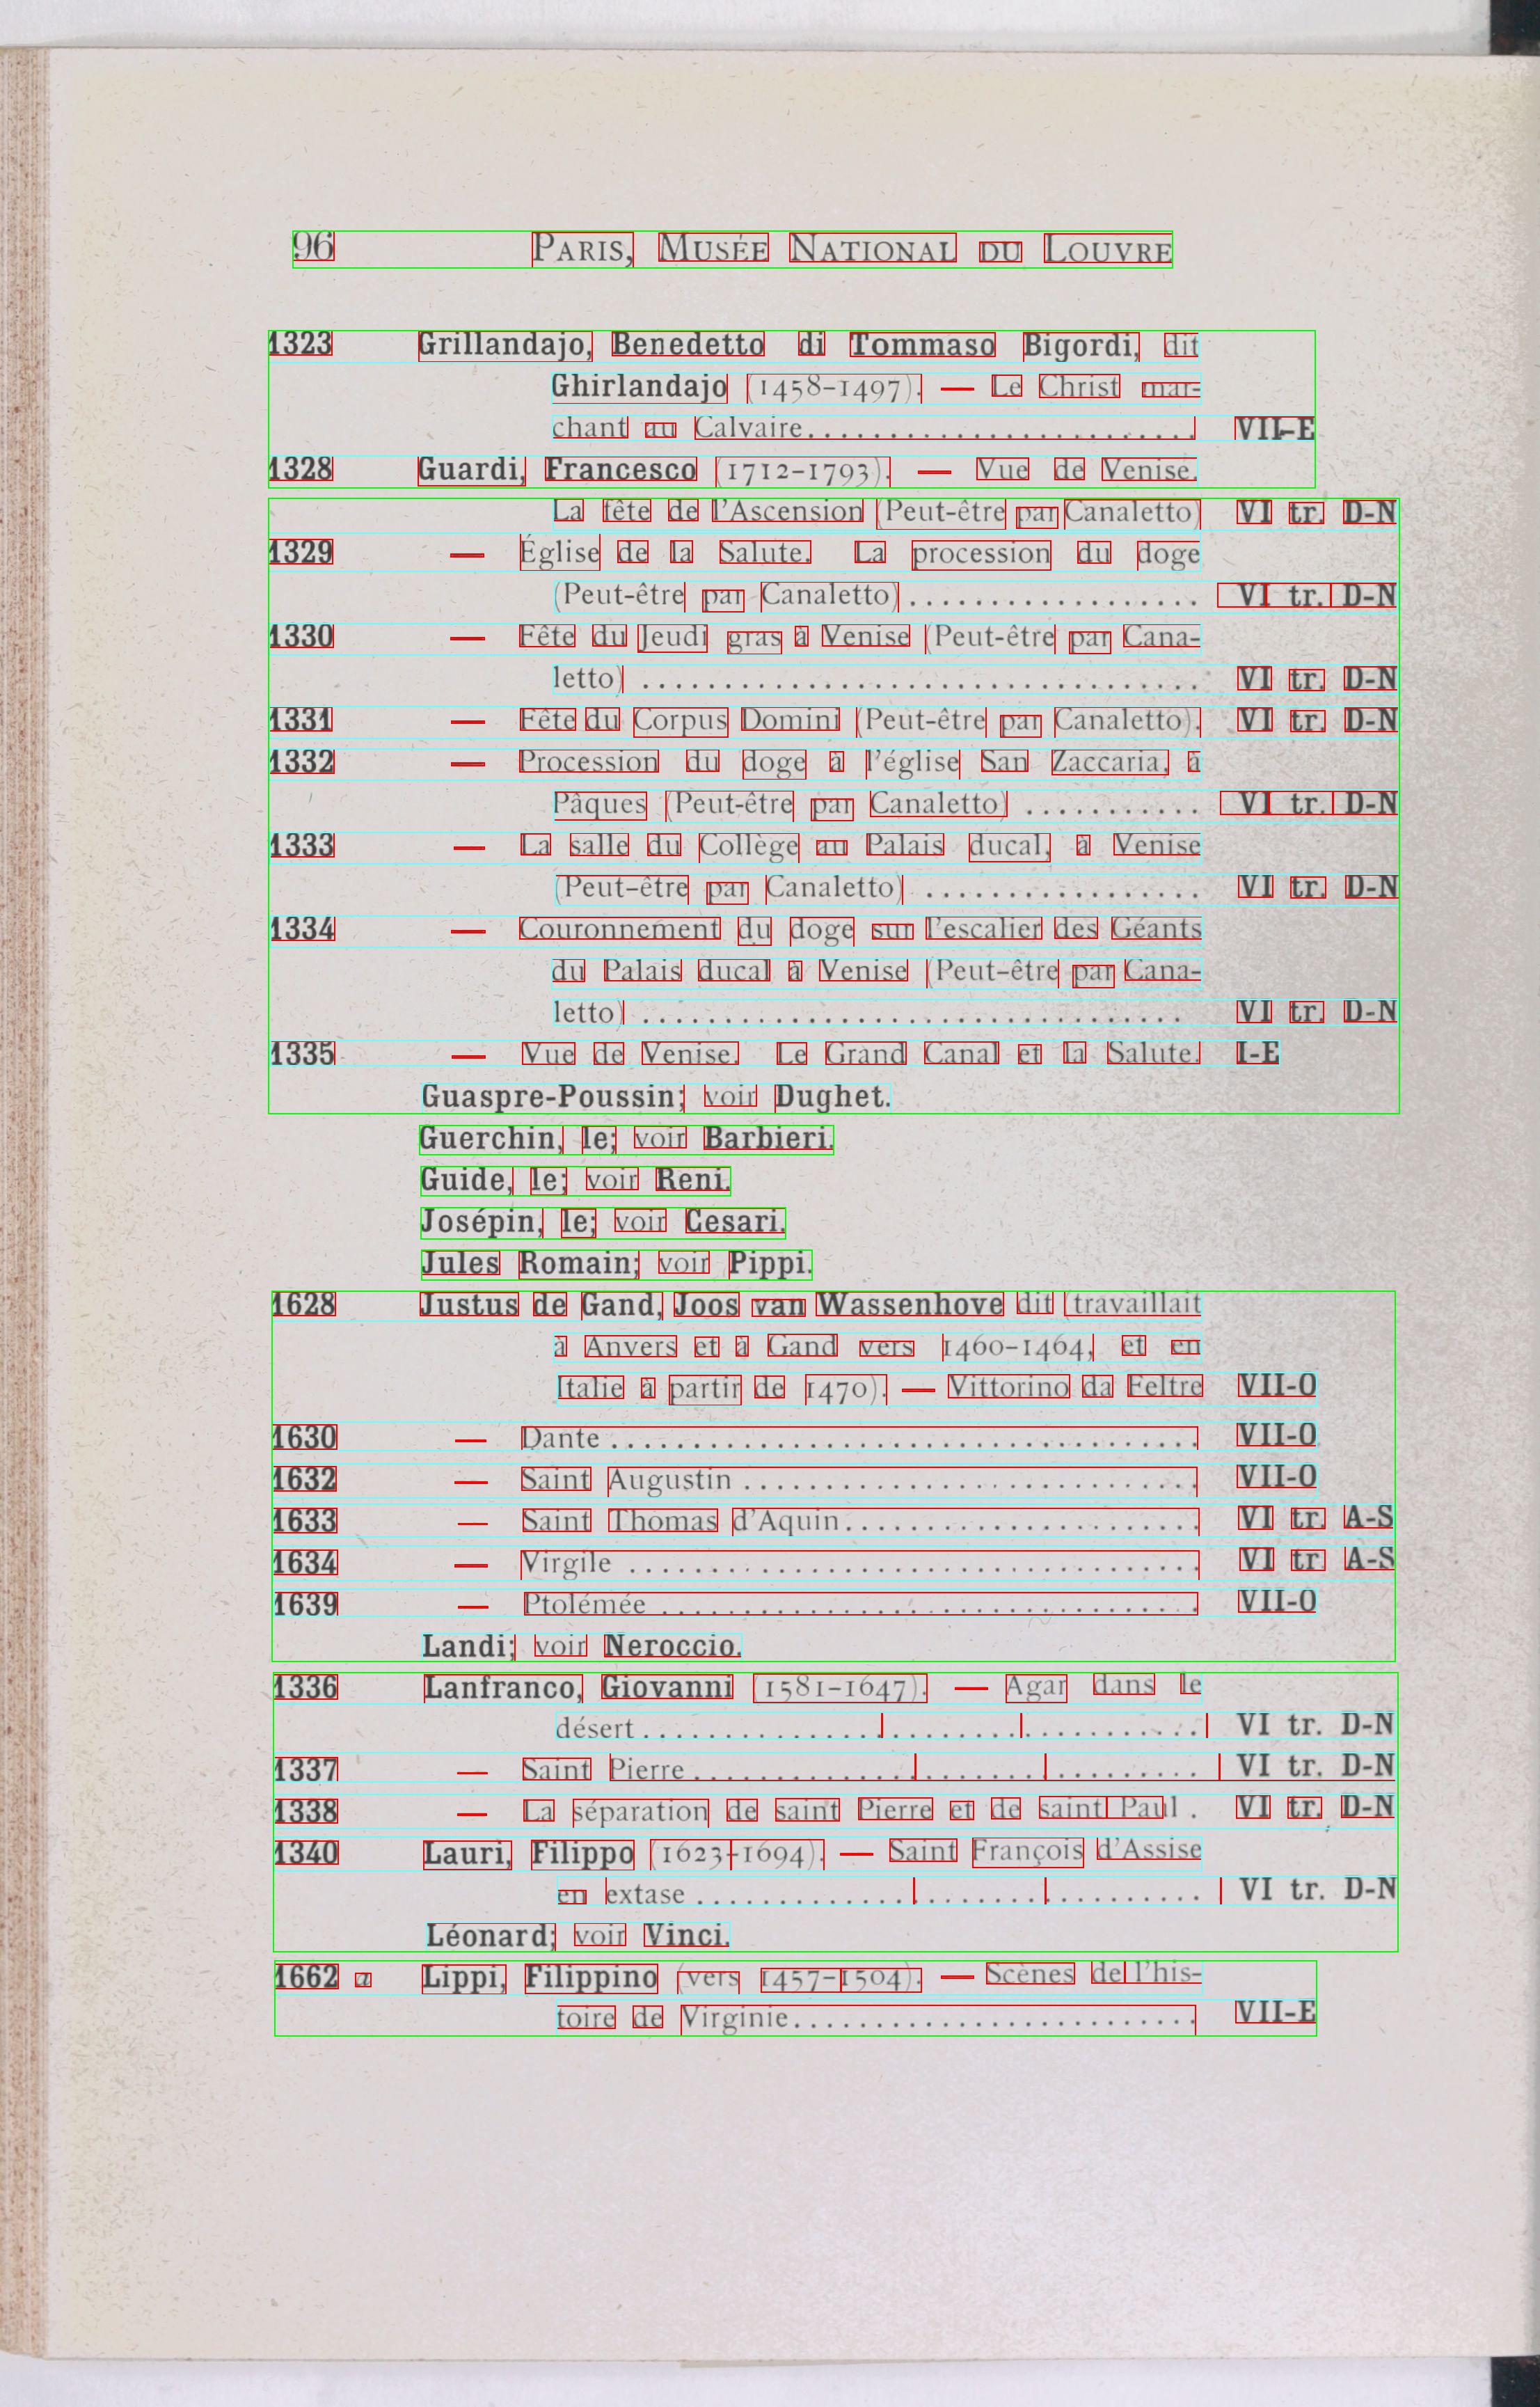 96 PARIS, MUSÉE NATIONAL DU LOUVRE
1323 Grillandajo, Benedetto di Tommaso Bigordi, dit
Ghirlandajo (1458-1497). — Le Christ mar-
chant au Calvaire............................. VII-E
1328 Guardi, Francesco (1712-1793). — Vue de Venise.
La fête de l'Ascension (Peut-être par Canaletto) VI tr. D-N
1329 — Église de la Salute. La procession du doge
(Peut-être par Canaletto)...................... VI tr. D-N
1330 — Fête du Jeudi gras à Venise (Peut-être par Cana-
letto) ......................................... VI tr. D-N
1331 — Fête du Corpus Domini (Peut-être par Canaletto). VI tr. D-N
1332 — Procession du doge à l'église San Zaccaria, à
Pâques (Peut-être par Canaletto) ............. VI tr. D-N
1333 — La salle du Collège au Palais ducal, à Venise
(Peut-être par Canaletto) ..................... VI tr. D-N
1334 — Couronnement du doge sur l'escalier des Géants
du Palais ducal à Venise (Peut-être par Cana-
letto) ........................................ VI tr. D-N
1335 — Vue de Venise. Le Grand Canal et la Salute. I-E
Guaspre-Poussin; voir Dughet.
Guerchin, le; voir Barbieri.
Guide, le; voir Reni.
Josépin, le; voir Cesari.
Jules Romain; voir Pippi.
1628 Justus de Gand, Joos van Wassenhove dit (travaillait
à Anvers et à Gand vers 1460-1464, et en
Italie à partir de 1470). — Vittorino da Feltre VII-O
1630 — Dante ............................................ VII-O
1632 — Saint Augustin .................................. VII-O
1633 — Saint Thomas d'Aquin.......................... VI tr. A-S
1634 — Virgile .......................................... VI tr. A-S
1639 — Ptolémée ........................................ VII-O
Landi; voir Neroccio.
1336 Lanfranco, Giovanni (1581-1647). — Agar dans le
désert .......................................... VI tr. D-N
1337 — Saint Pierre ...................................... VI tr. D-N
1338 — La séparation de saint Pierre et de saint Paul . VI tr. D-N
1340 Lauri, Filippo (1623-1694). — Saint François d'Assise
en extase ...................................... VI tr. D-N
Léonard; voir Vinci.
1662 a Lippi, Filippino (vers 1457-1504). — Scènes de l'his-
toire de Virginie.............................. VII-E